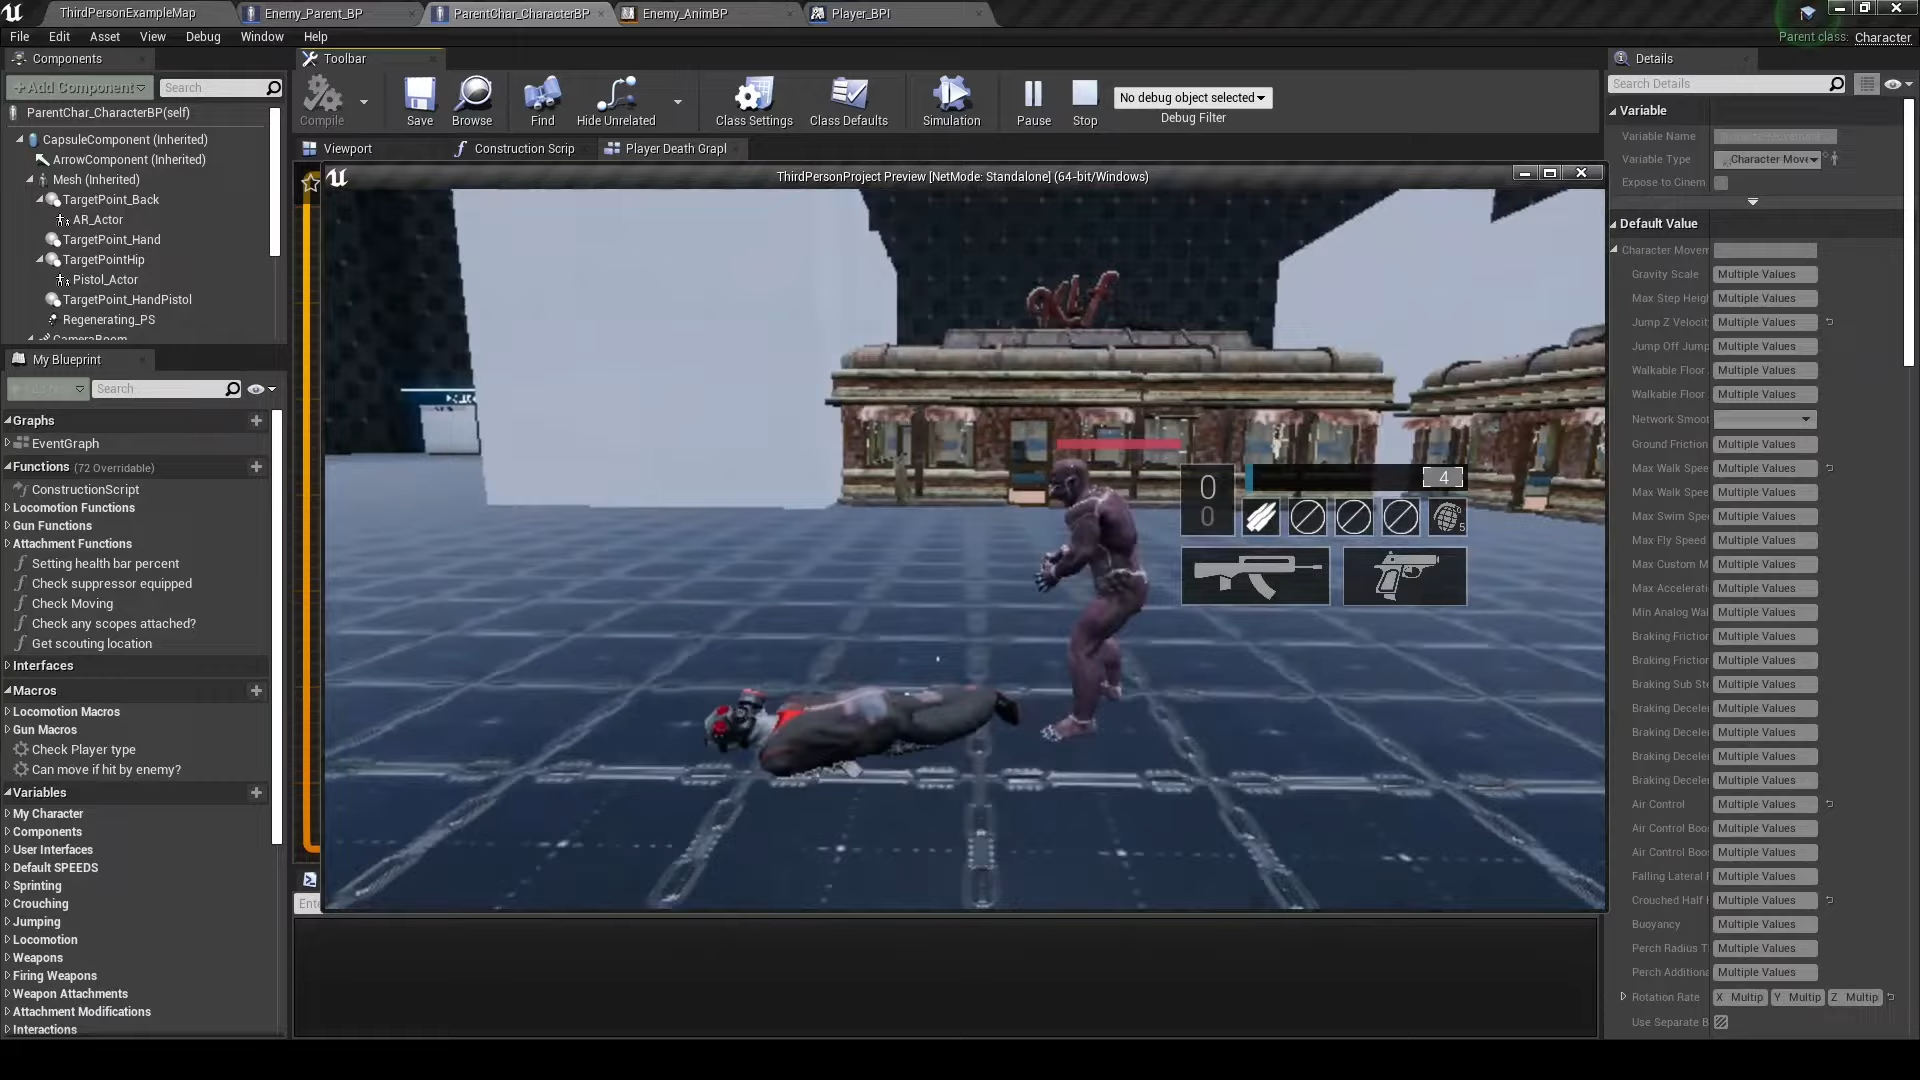 ThirdPersonExampleMap
Enemy_Parent_BP
ParentChar_CharacterBP
Enemy_AnimBP
Player_BPI
File Edit Asset View Debug Window Help
Parent class: Character
Components
+Add Component
Search
ParentChar_CharacterBP(self)
CapsuleComponent (Inherited)
ArrowComponent (Inherited)
Mesh (Inherited)
TargetPoint_Back
AR_Actor
TargetPoint_Hand
TargetPointHip
Pistol_Actor
TargetPoint_HandPistol
Regenerating_PS
CameraBoom
My Blueprint
Search
Graphs
EventGraph
Functions (72 Overridable)
ConstructionScript
Locomotion Functions
Gun Functions
Attachment Functions
Setting health bar percent
Check suppressor equipped
Check Moving
Check any scopes attached?
Get scouting location
Interfaces
Macros
Locomotion Macros
Gun Macros
Check Player type
Can move if hit by enemy?
Variables
My Character
Components
User Interfaces
Default SPEEDS
Sprinting
Crouching
Jumping
Locomotion
Weapons
Firing Weapons
Weapon Attachments
Attachment Modifications
Interactions
Toolbar
Compile
Save
Browse
Find
Hide Unrelated
Class Settings
Class Defaults
Simulation
Pause
Stop
No debug object selected
Debug Filter
Viewport
Construction Scrip
Player Death Grapl
ThirdPersonProject Preview [NetMode: Standalone] (64-bit/Windows)
0
0
4
5
Ente
Details
Search Details
Variable
Variable Name
Variable Type Character Move
Expose to Cinem
Default Value
Character Movem
Gravity Scale Multiple Values
Max Step Heigh Multiple Values
Jump Z Velocit Multiple Values
Jump Off Jump Multiple Values
Walkable Floor Multiple Values
Walkable Floor Multiple Values
Network Smoot
Ground Friction Multiple Values
Max Walk Spee Multiple Values
Max Walk Spee Multiple Values
Max Swim Spee Multiple Values
Max Fly Speed Multiple Values
Max Custom M Multiple Values
Max Accelerati Multiple Values
Min Analog Wal Multiple Values
Braking Friction Multiple Values
Braking Friction Multiple Values
Braking Sub Ste Multiple Values
Braking Deceler Multiple Values
Braking Deceler Multiple Values
Braking Deceler Multiple Values
Braking Deceler Multiple Values
Air Control Multiple Values
Air Control Boo Multiple Values
Air Control Boo Multiple Values
Falling Lateral Multiple Values
Crouched Half Multiple Values
Buoyancy Multiple Values
Perch Radius T Multiple Values
Perch Additiona Multiple Values
Rotation Rate X Multip Y Multip Z Multip
Use Separate B